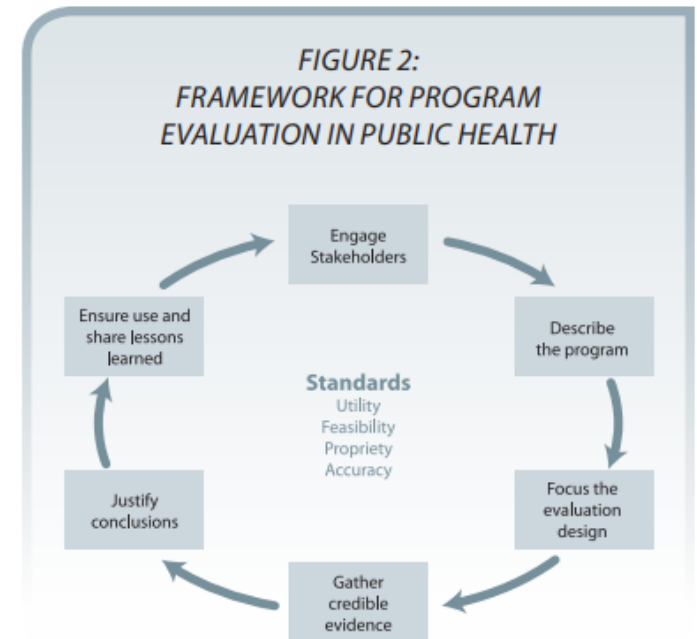 FIGURE 2:
FRAMEWORK FOR PROGRAM
EVALUATION IN PUBLIC HEALTH
Engage
Stakeholders
Describe
the program
Focus the
evaluation
design
Gather
credible
evidence
Justify
conclusions
Ensure use and
share lessons
learned
Standards
Utility
Feasibility
Propriety
Accuracy